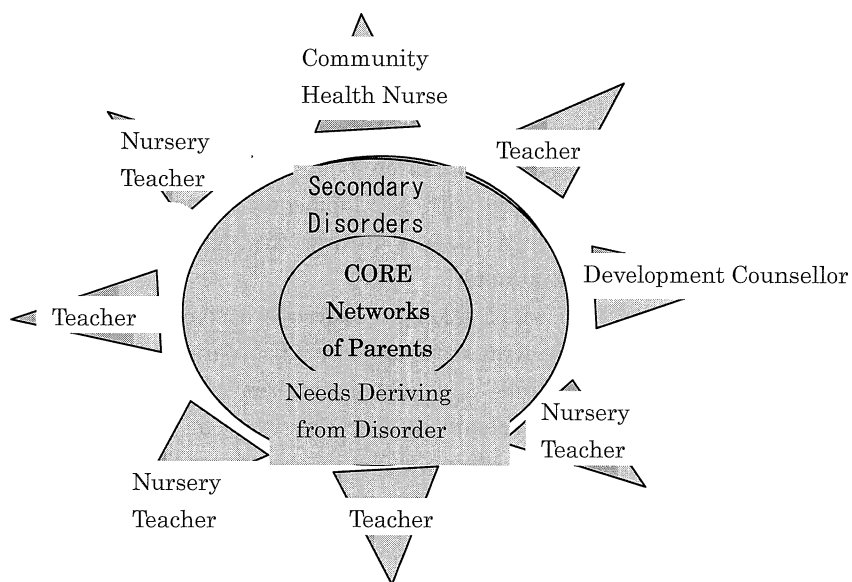 Community
Health Nurse
Nursery
Teacher
Teacher
Secondary
Disorders
CORE
Networks
of Parents
Development Counsellor
Teacher
Needs Deriving
from Disorder
Nursery
Teacher
Nursery
Teacher
Teacher